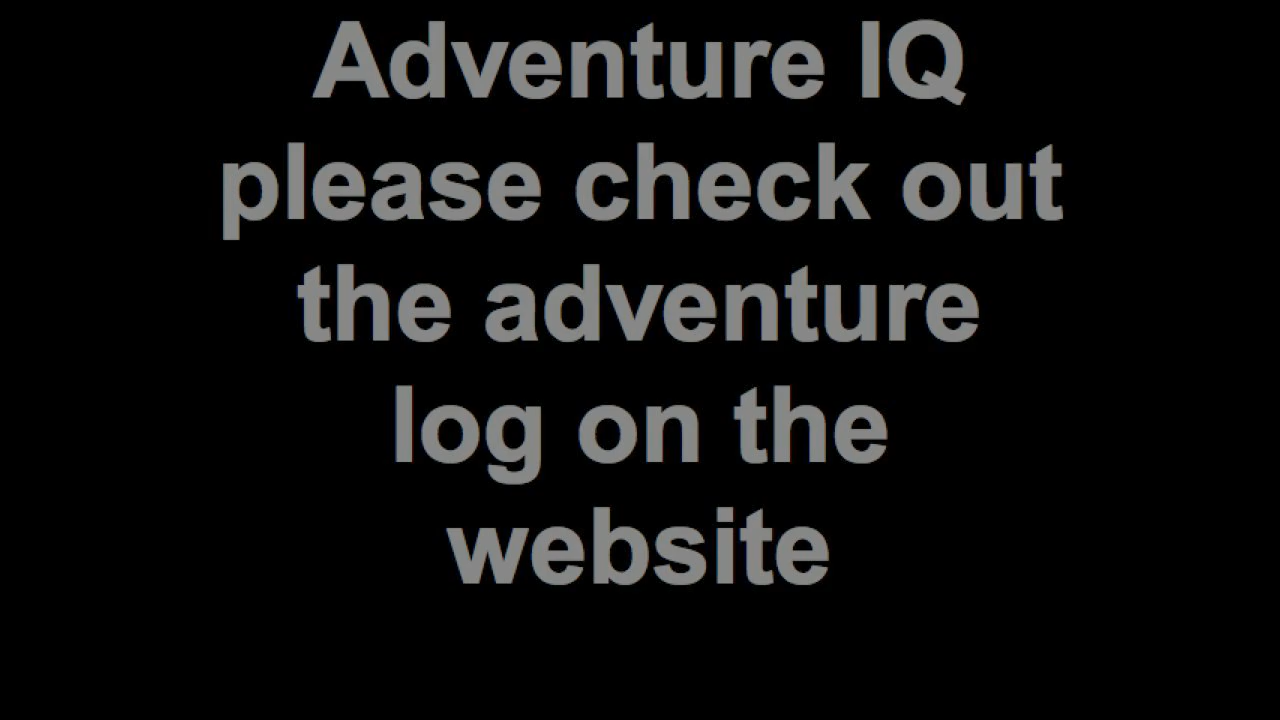 Adventure IQ
please check out
the adventure
log on the
website